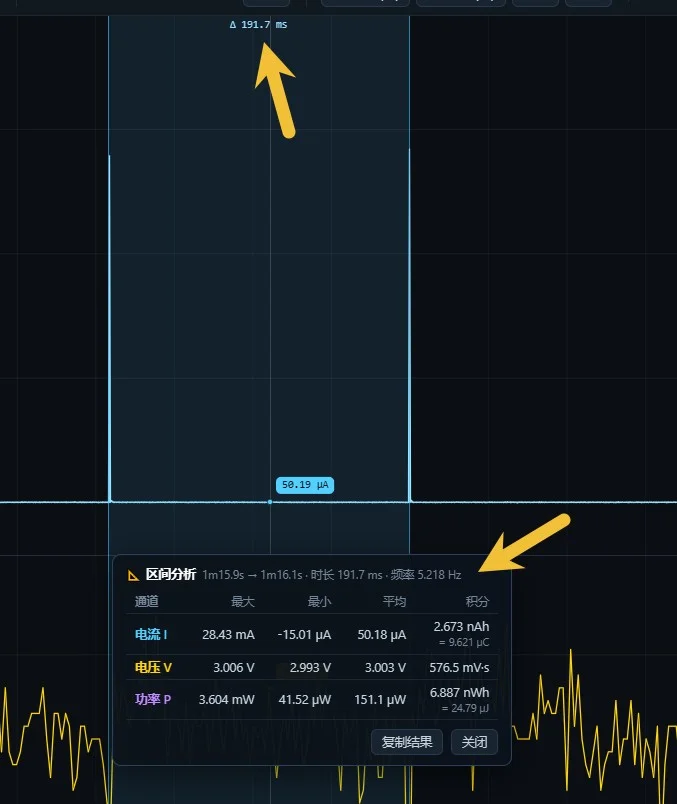 Δ 191.7 ms
50.19 μA
区间分析 1m15.9s → 1m16.1s · 时长 191.7 ms · 频率 5.218 Hz
通道 最大 最小 平均 积分
电流 I 28.43 mA -15.01 μA 50.18 μA 2.673 nAh
= 9.621 μC
电压 V 3.006 V 2.993 V 3.003 V 576.5 mV·s
功率 P 3.604 mW 41.52 μW 151.1 μW 6.887 nWh
= 24.79 μJ
复制结果 关闭